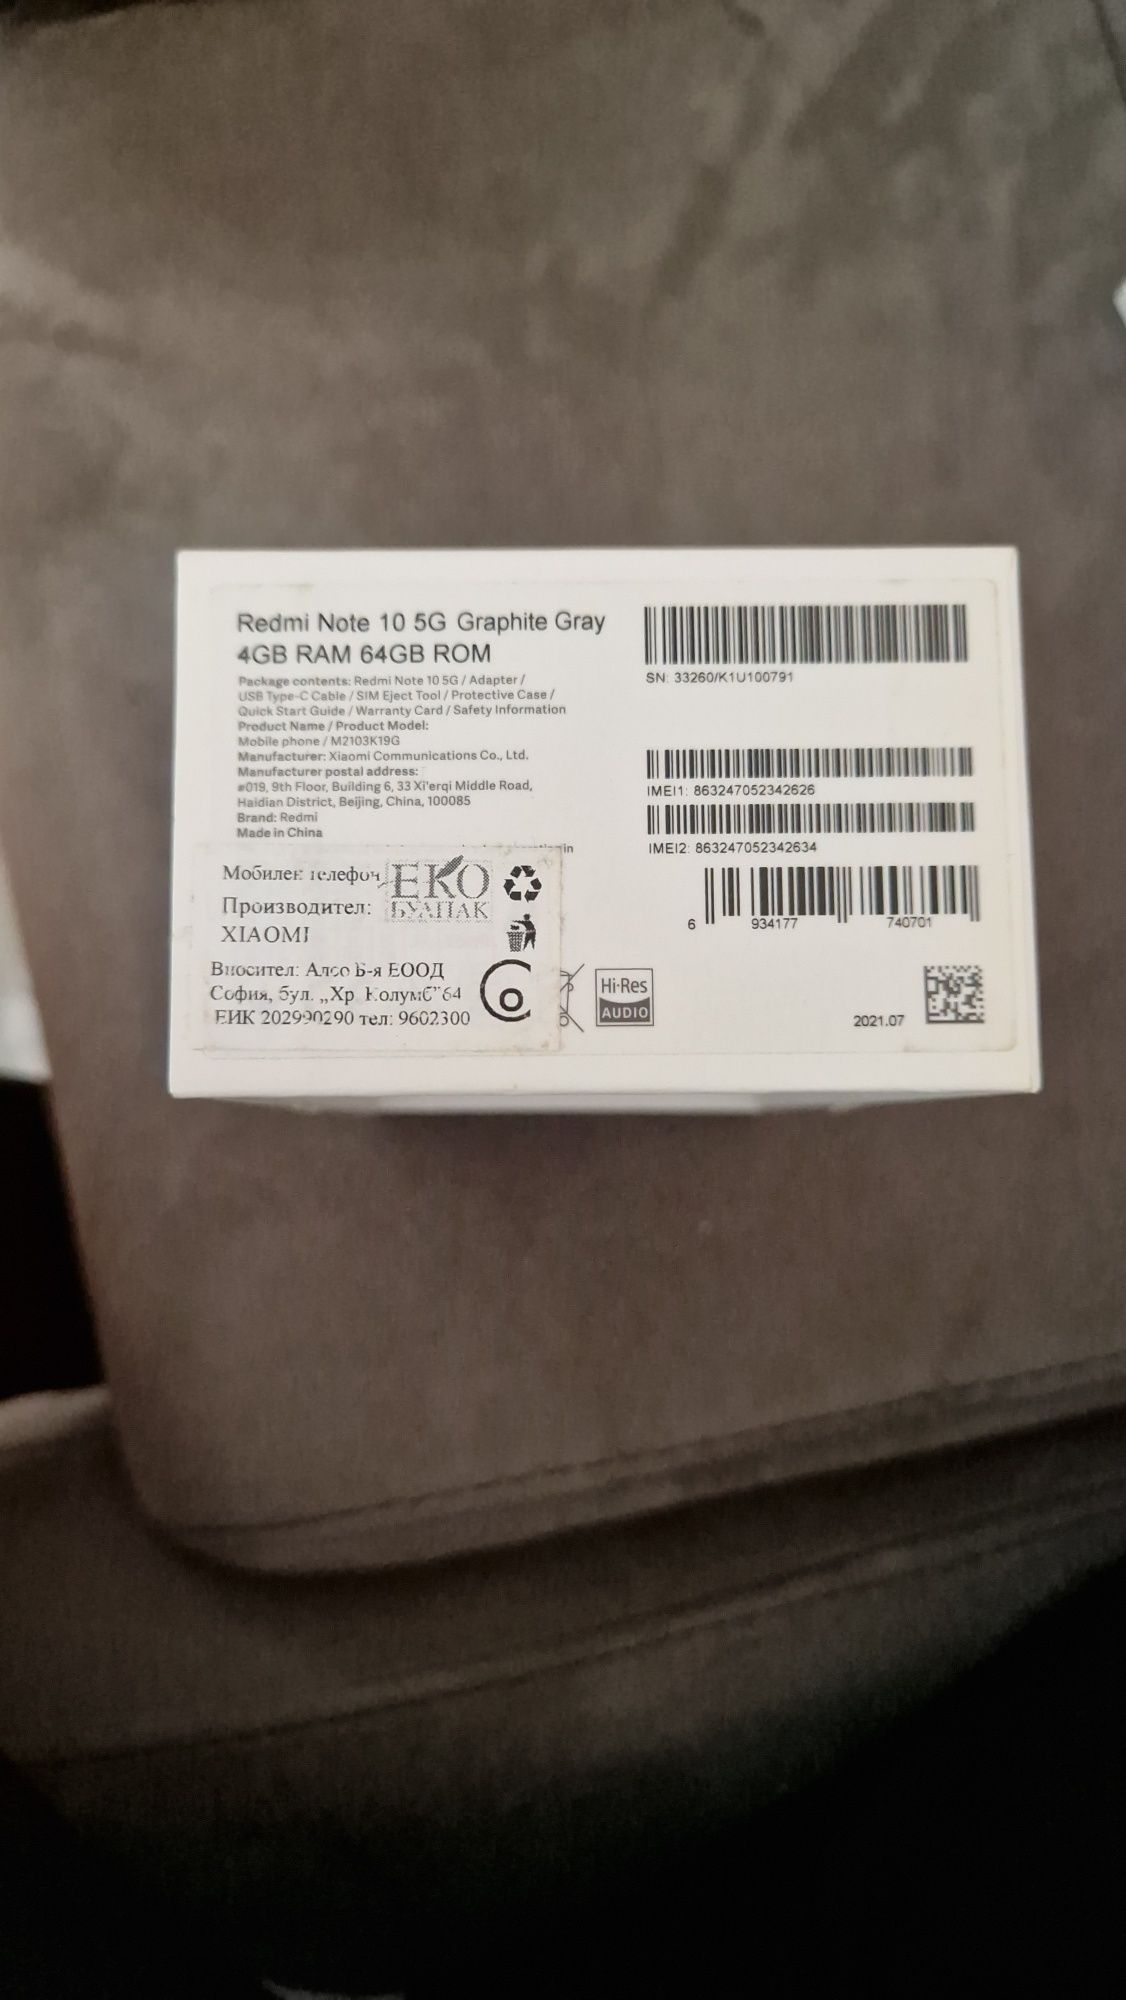 Redmi Note 10 5G Graphite Gray
4GB RAM 64GB ROM
Package contents: Redmi Note 10 5G / Adapter /
USB Type-C Cable / SIM Eject Tool / Protective Case /
Quick Start Guide / Warranty Card / Safety Information
Product Name / Product Model:
Mobile phone / M2103K19G
Manufacturer: Xiaomi Communications Co., Ltd.
Manufacturer postal address:
#019, 9th Floor, Building 6, 33 Xi'erqi Middle Road,
Haidian District, Beijing, China, 100085
Brand: Redmi
Made in China
SN: 33260/K1U100791
IMEI1: 863247052342626
IMEI2: 863247052342634
6 934177 740701
Мобилен телефон
ЕКО
БУЛПАК
Производител:
XIAOMI
Вносител: Алсо Б-я ЕООД
София, бул. „Хр. Колумб“64
ЕИК 202990290 тел: 9602300
Hi-Res
AUDIO
2021.07